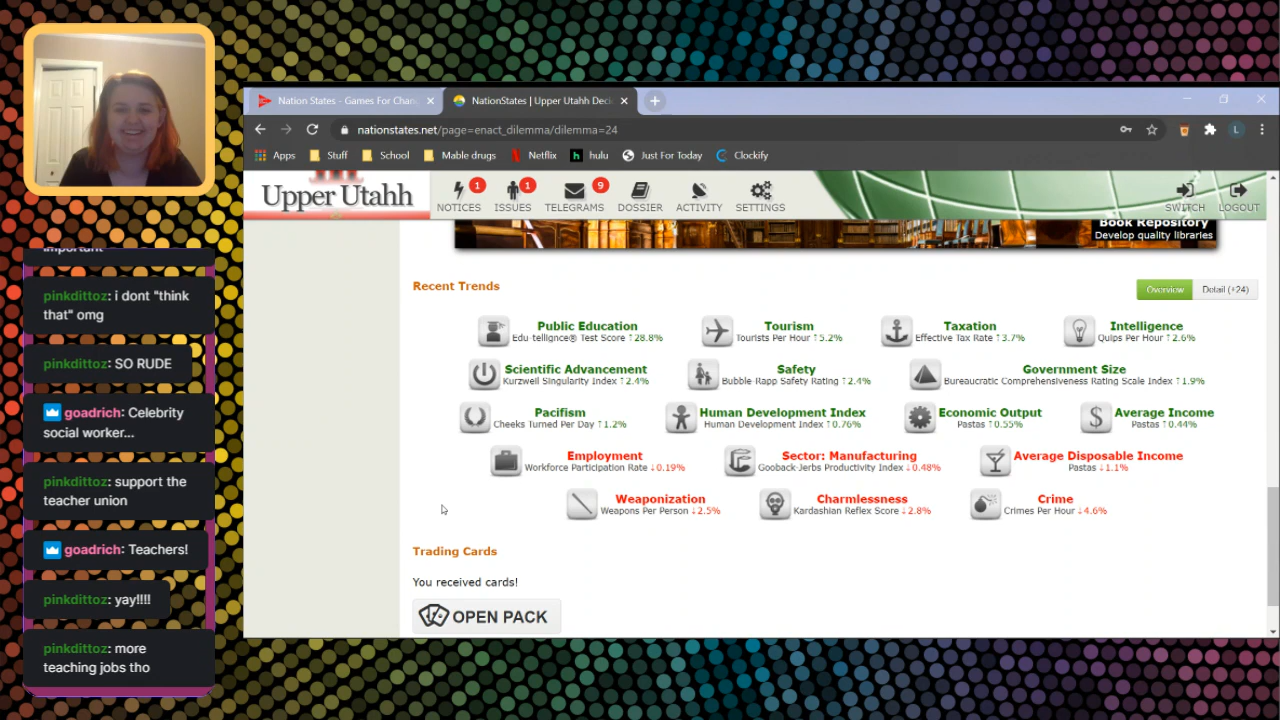 important
pinkdittoz: i dont "think
that" omg
pinkdittoz: SO RUDE
goadrich: Celebrity
social worker...
pinkdittoz: support the
teacher union
goadrich: Teachers!
pinkdittoz: yay!!!!
pinkdittoz: more
teaching jobs tho
Nation States - Games For Chan
NationStates | Upper Utahh Deci
nationstates.net/page=enact_dilemma/dilemma=24
L
Apps Stuff School Mable drugs Netflix hulu Just For Today Clockify
Upper Utahh
1 1 9
NOTICES ISSUES TELEGRAMS DOSSIER ACTIVITY SETTINGS SWITCH LOGOUT
Book Repository
Develop quality libraries
Recent Trends
Overview Detail (+24)
Public Education Tourism Taxation Intelligence
Edu-tellignce® Test Score ↑28.8% Tourists Per Hour ↑5.2% Effective Tax Rate ↑3.7% Quips Per Hour ↑2.6%
Scientific Advancement Safety Government Size
Kurzwell Singularity Index ↑2.4% Bubble-Rapp Safety Rating ↑2.4% Bureaucratic Comprehensiveness Rating Scale Index ↑1.9%
Pacifism Human Development Index Economic Output Average Income
Cheeks Turned Per Day ↑1.2% Human Development Index ↑0.76% Pastas ↑0.55% Pastas ↑0.44%
Employment Sector: Manufacturing Average Disposable Income
Workforce Participation Rate ↓0.19% Gooback-Jerbs Productivity Index ↓0.48% Pastas ↓1.1%
Weaponization Charmlessness Crime
Weapons Per Person ↓2.5% Kardashian Reflex Score ↓2.8% Crimes Per Hour ↓4.6%
Trading Cards
You received cards!
OPEN PACK